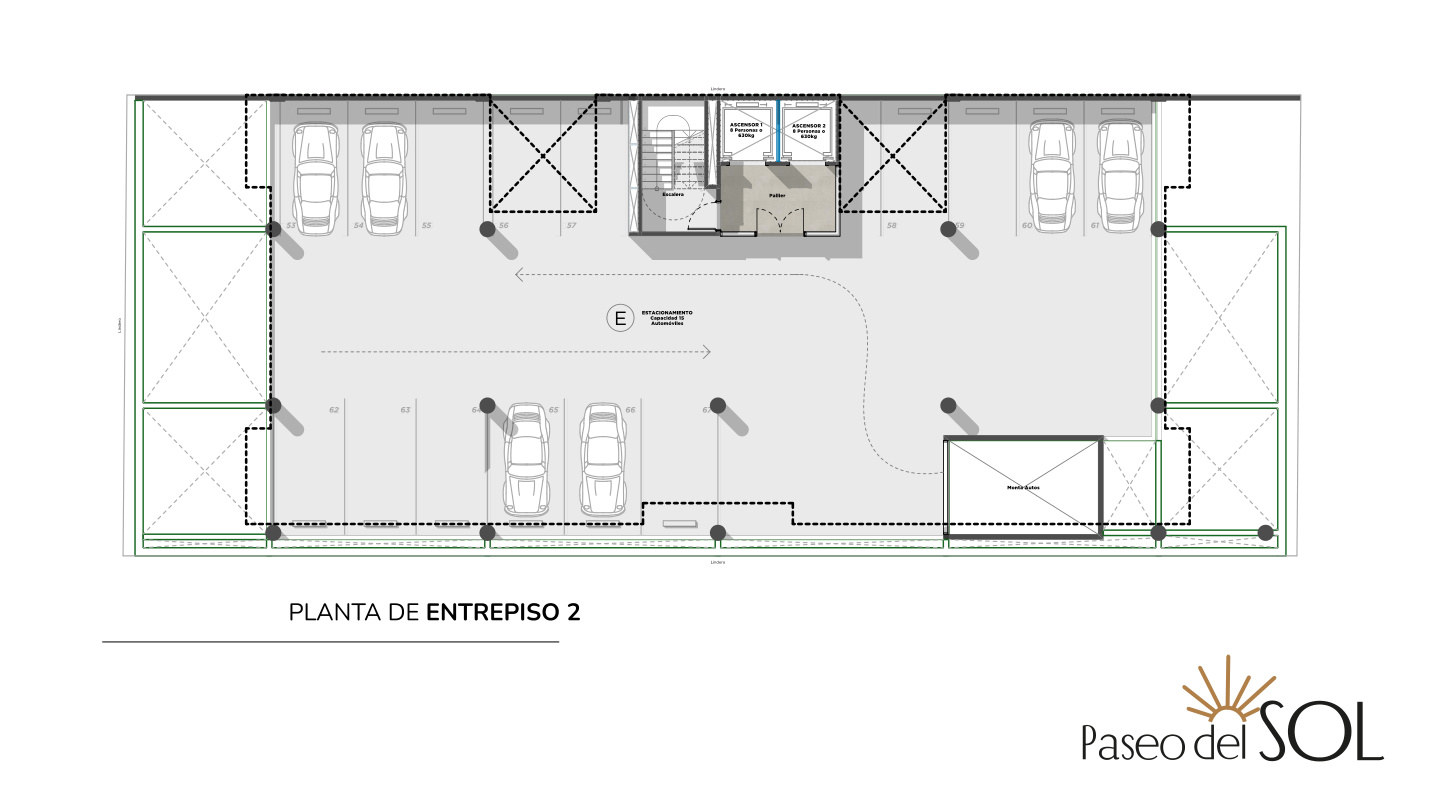 Lindero
ASCENSOR 1
8 Personas o
630kg
ASCENSOR 2
8 Personas o
630kg
Escalera
Pallier
53
54
55
56
57
58
59
60
61
E
ESTACIONAMIENTO
Capacidad 15
Automóviles
Lindero
62
63
64
65
66
67
Monta Autos
Lindero
PLANTA DE ENTREPISO 2
Paseo del SOL